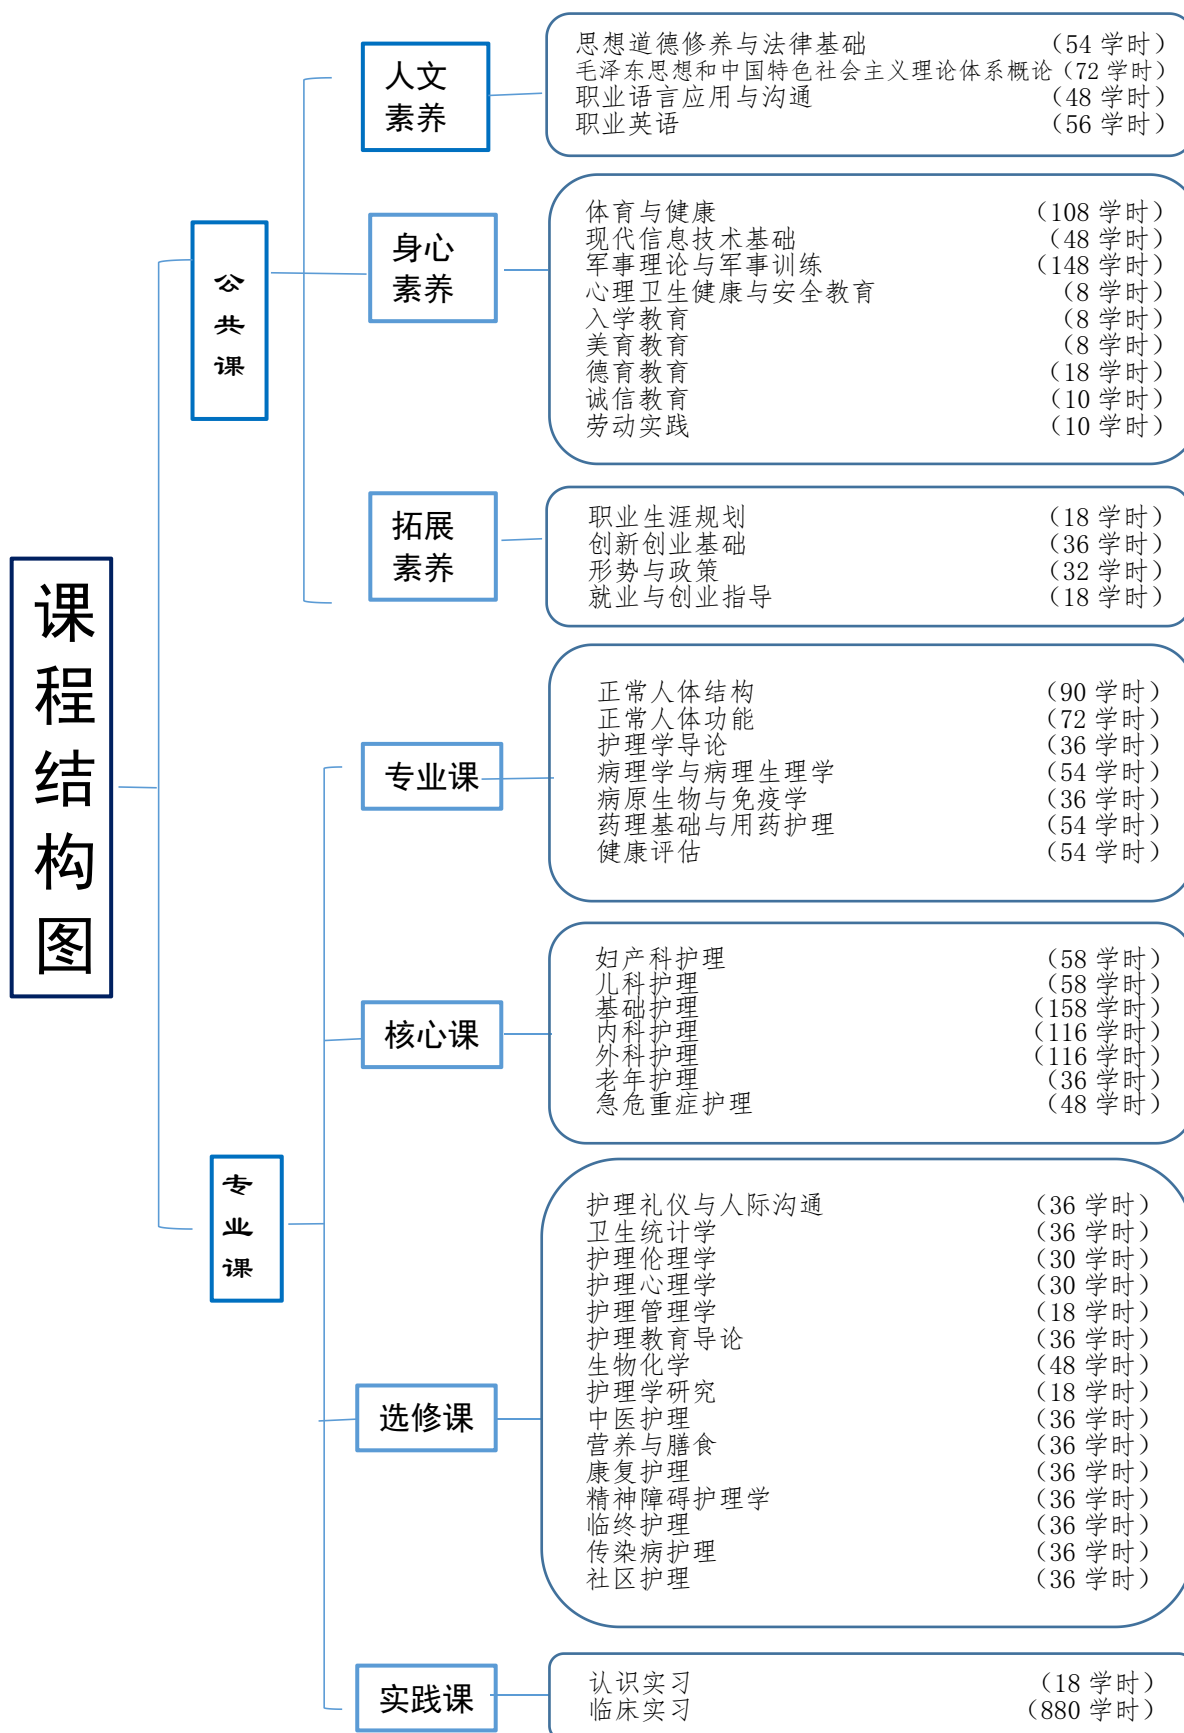 课程结构图
公共课
人文
素养
思想道德修养与法律基础 (54 学时)
毛泽东思想和中国特色社会主义理论体系概论 (72 学时)
职业语言应用与沟通 (48 学时)
职业英语 (56 学时)
身心
素养
体育与健康 (108 学时)
现代信息技术基础 (48 学时)
军事理论与军事训练 (148 学时)
心理卫生健康与安全教育 (8 学时)
入学教育 (8 学时)
美育教育 (8 学时)
德育教育 (18 学时)
诚信教育 (10 学时)
劳动实践 (10 学时)
拓展
素养
职业生涯规划 (18 学时)
创新创业基础 (36 学时)
形势与政策 (32 学时)
就业与创业指导 (18 学时)
专业课
专业课
正常人体结构 (90 学时)
正常人体功能 (72 学时)
护理学导论 (36 学时)
病理学与病理生理学 (54 学时)
病原生物与免疫学 (36 学时)
药理基础与用药护理 (54 学时)
健康评估 (54 学时)
核心课
妇产科护理 (58 学时)
儿科护理 (58 学时)
基础护理 (158 学时)
内科护理 (116 学时)
外科护理 (116 学时)
老年护理 (36 学时)
急危重症护理 (48 学时)
选修课
护理礼仪与人际沟通 (36 学时)
卫生统计学 (36 学时)
护理伦理学 (30 学时)
护理心理学 (30 学时)
护理管理学 (18 学时)
护理教育导论 (36 学时)
生物化学 (48 学时)
护理学研究 (18 学时)
中医护理 (36 学时)
营养与膳食 (36 学时)
康复护理 (36 学时)
精神障碍护理学 (36 学时)
临终护理 (36 学时)
传染病护理 (36 学时)
社区护理 (36 学时)
实践课
认识实习 (18 学时)
临床实习 (880 学时)